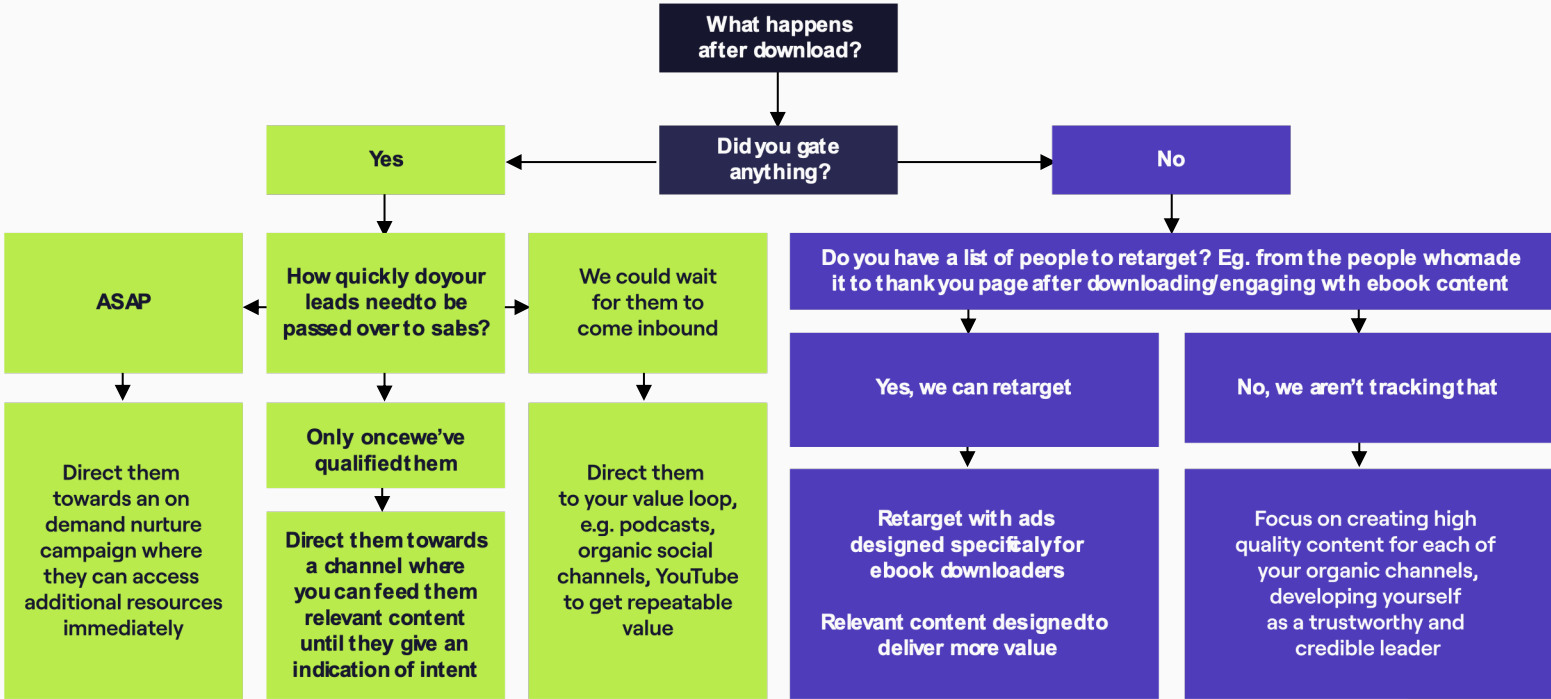 What happens
after download?
Did you gate
anything?
Yes
No
ASAP
How quickly do your
leads need to be
passed over to sales?
We could wait
for them to
come inbound
Do you have a list of people to retarget? Eg. from the people who made
it to thank you page after downloading/engaging with ebook content
Yes, we can retarget
No, we aren't tracking that
Direct them
towards an on
demand nurture
campaign where
they can access
additional resources
immediately
Only once we've
qualified them
Direct them towards
a channel where
you can feed them
relevant content
until they give an
indication of intent
Direct them
to your value loop,
e.g. podcasts,
organic social
channels, YouTube
to get repeatable
value
Retarget with ads
designed specifically for
ebook downloaders
Relevant content designed to
deliver more value
Focus on creating high
quality content for each of
your organic channels,
developing yourself
as a trustworthy and
credible leader